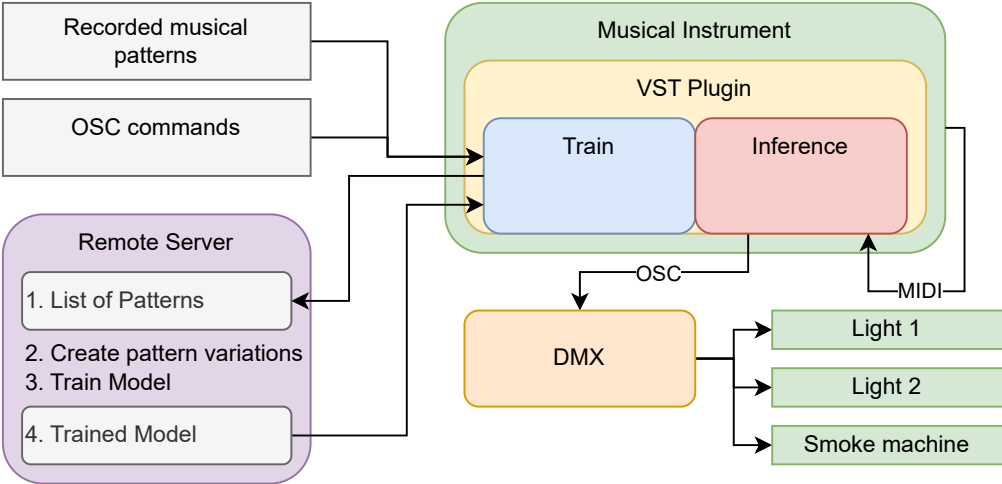 Recorded musical
patterns
OSC commands
Musical Instrument
VST Plugin
Train
Inference
Remote Server
1. List of Patterns
2. Create pattern variations
3. Train Model
4. Trained Model
OSC
MIDI
DMX
Light 1
Light 2
Smoke machine